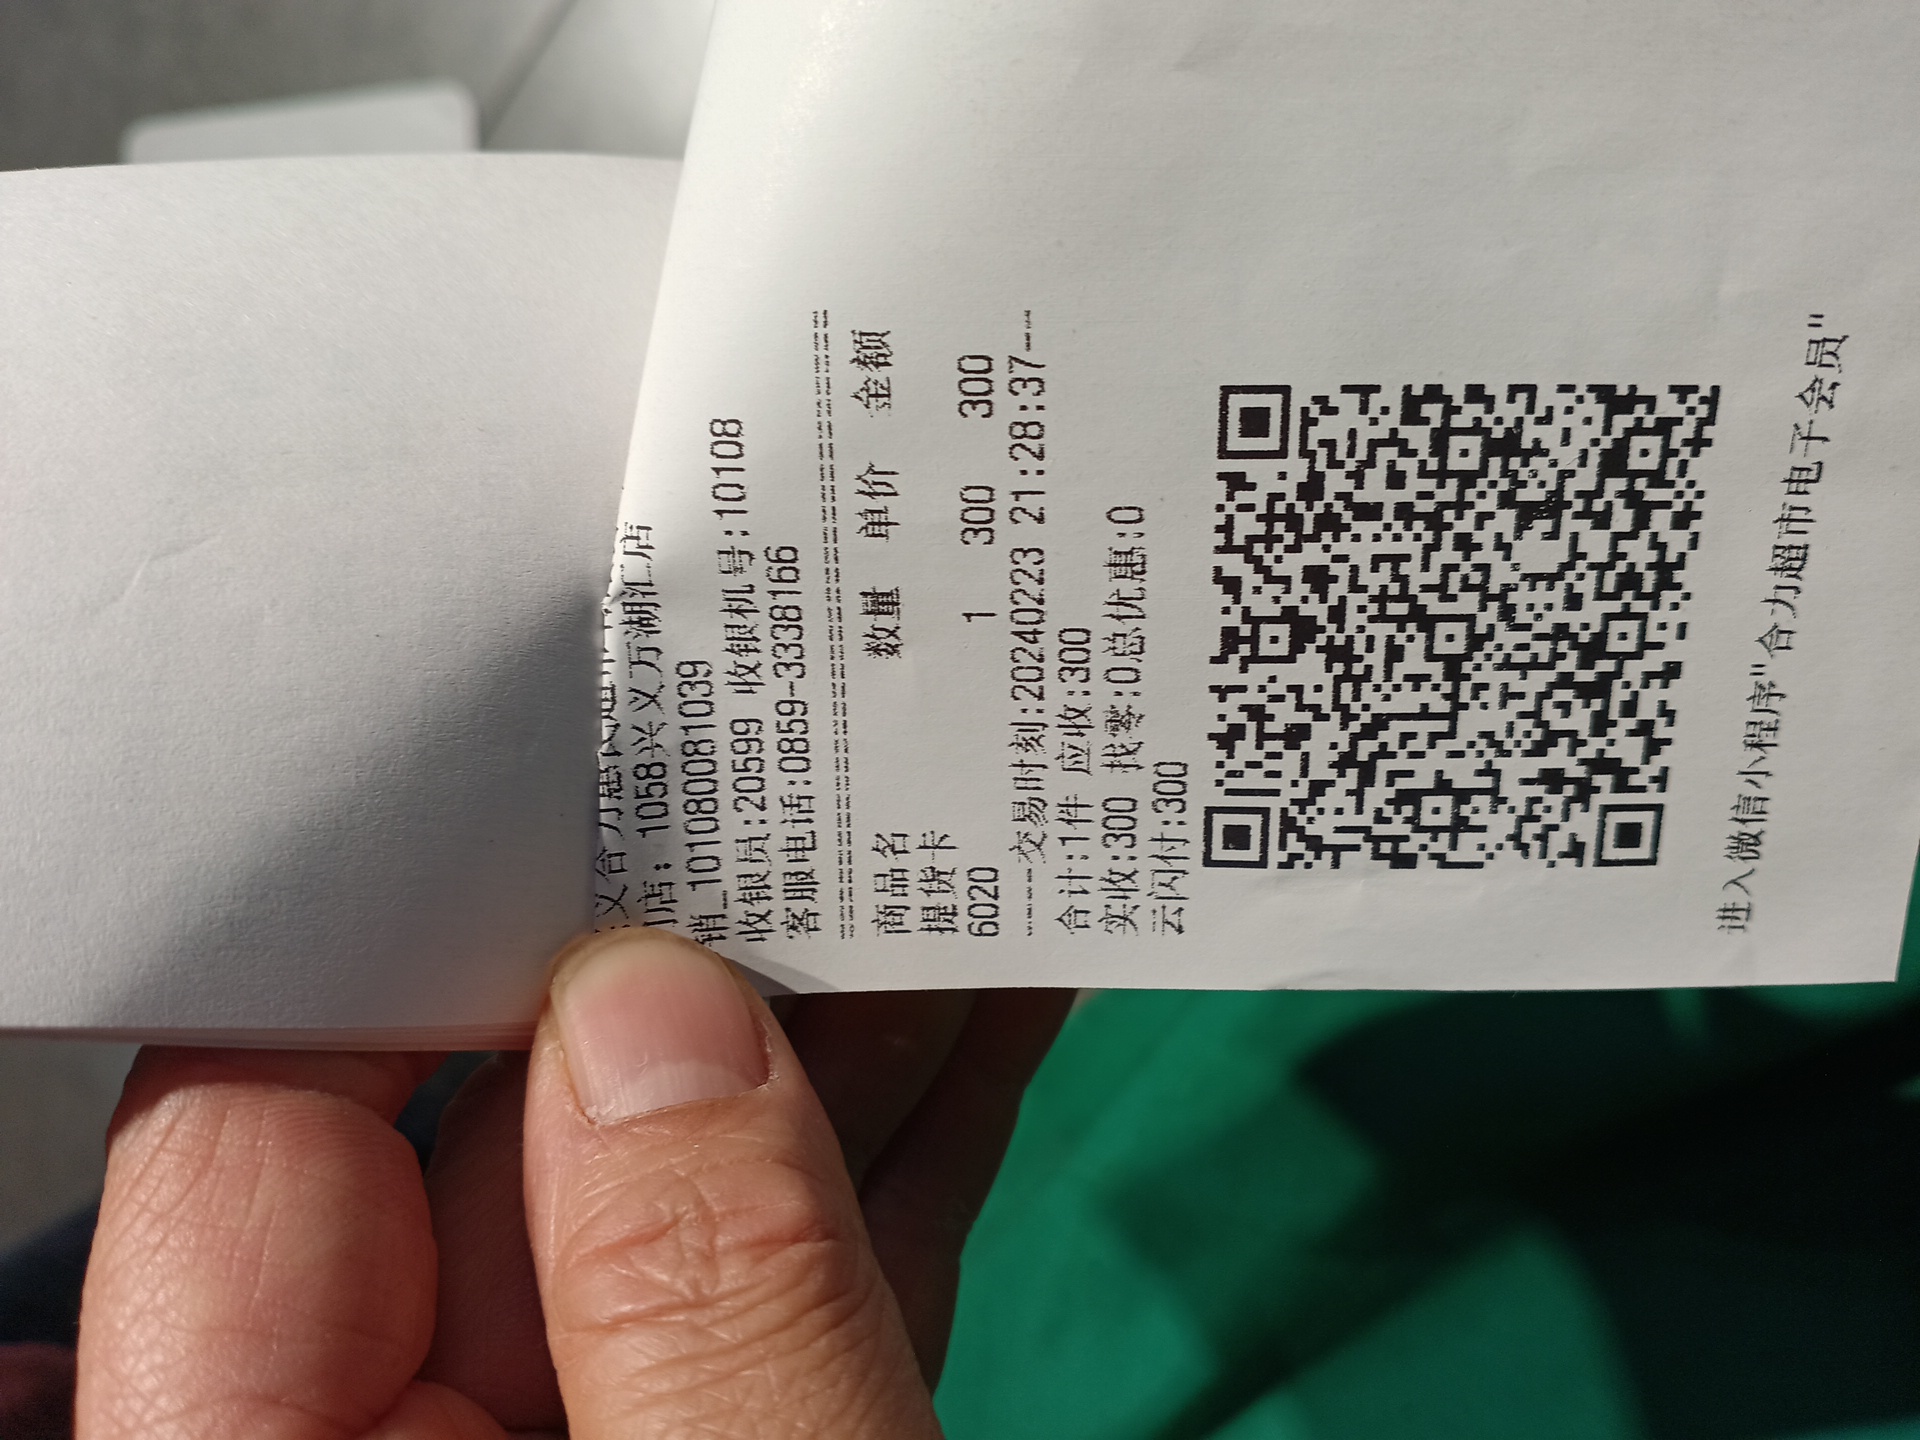 义合力惠民超市
门店: 1058兴义万湖汇店
销_101080081039
收银员:20599 收银机号:10108
客服电话:0859-3338166
商品名 数量 单价 金额
提货卡
6020 1 300 300
----交易时刻:20240223 21:28:37----
合计:1件 应收:300
实收:300 找零:0总优惠:0
云闪付:300
进入微信小程序"合力超市电子会员"